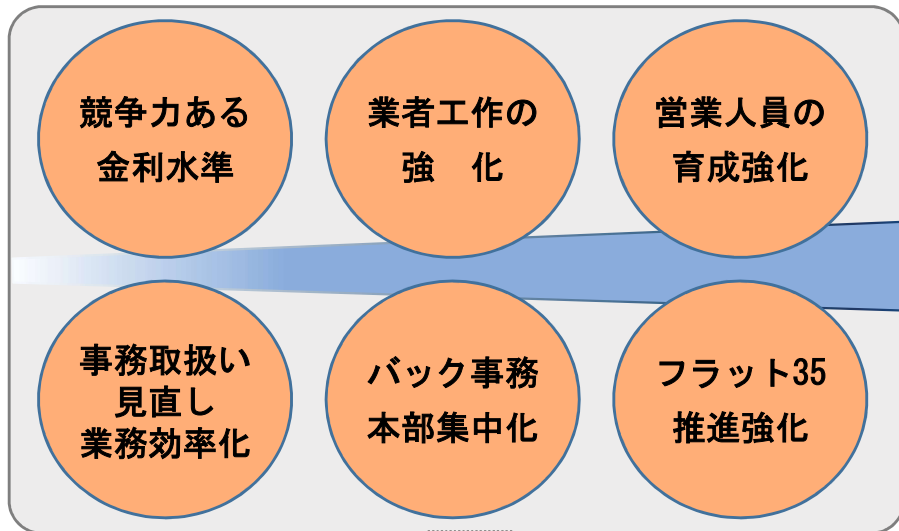 競争力ある
金利水準
業者工作の
強　化
営業人員の
育成強化
事務取扱い
見直し
業務効率化
バック事務
本部集中化
フラット35
推進強化